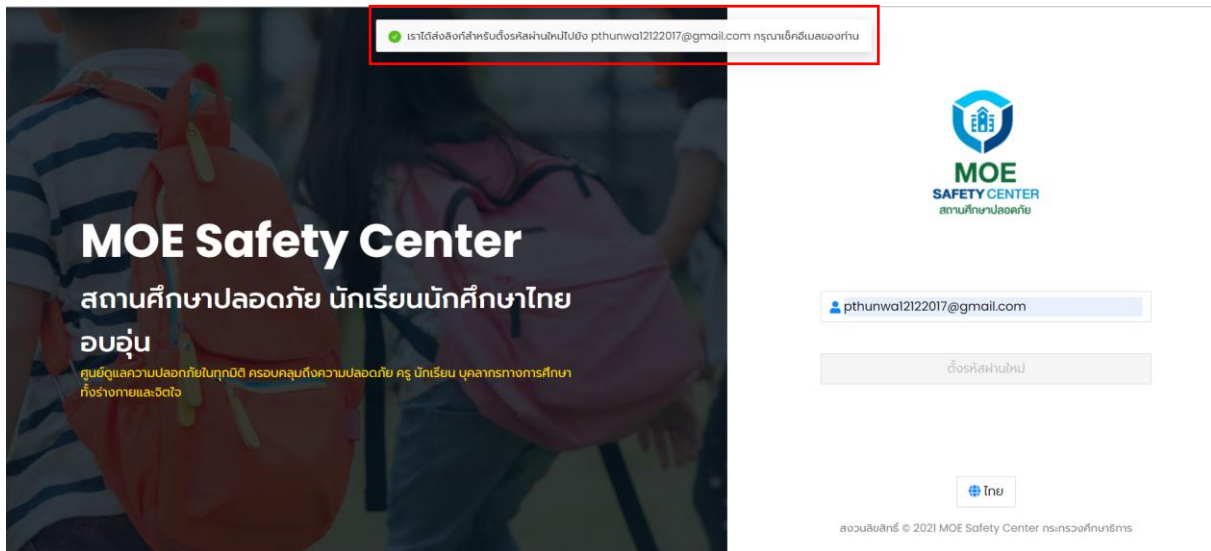 เราได้ส่งลิงก์สำหรับตั้งรหัสผ่านใหม่ไปยัง pthunwa12122017@gmail.com กรุณาเช็คอีเมลของท่าน
MOE Safety Center
สถานศึกษาปลอดภัย นักเรียนนักศึกษาไทย
อบอุ่น
ศูนย์ดูแลความปลอกภัยในทุกมิติ ครอบคลุมถึงความปลอดภัย ครู นักเรียน บุคลากรทางการศึกษา
ทั้งร่างกายและจิตใจ
MOE
SAFETY CENTER
สถานศึกษาปลอดภัย
pthunwa12122017@gmail.com
ตั้งรหัสผ่านใหม่
ไทย
สงวนลิขสิทธิ์ © 2021 MOE Safety Center กระทรวงศึกษาธิการ